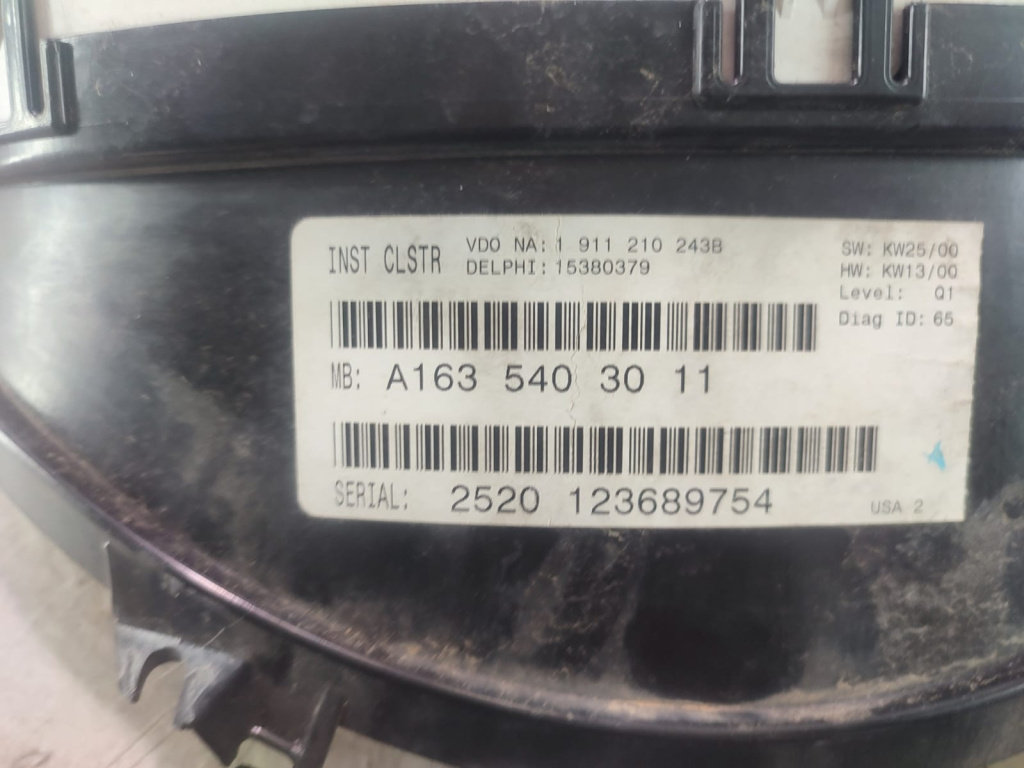 INST CLSTR
VDO NA: 1 911 210 243B
DELPHI: 15380379
SW: KW25/00
HW: KW13/00
Level: Q1
Diag ID: 65
MB: A163 540 30 11
SERIAL: 2520 123689754
USA 2